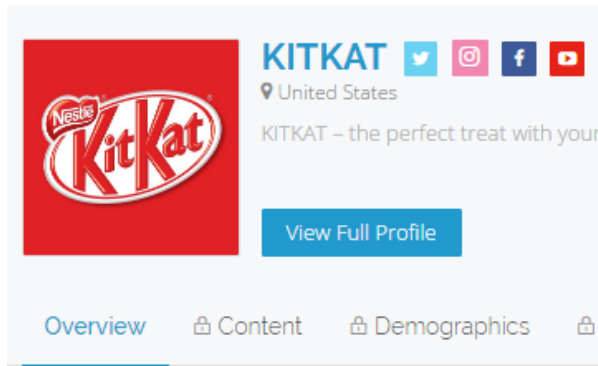 KITKAT
United States
KITKAT – the perfect treat with your
Nestlé
KitKat
View Full Profile
Overview Content Demographics